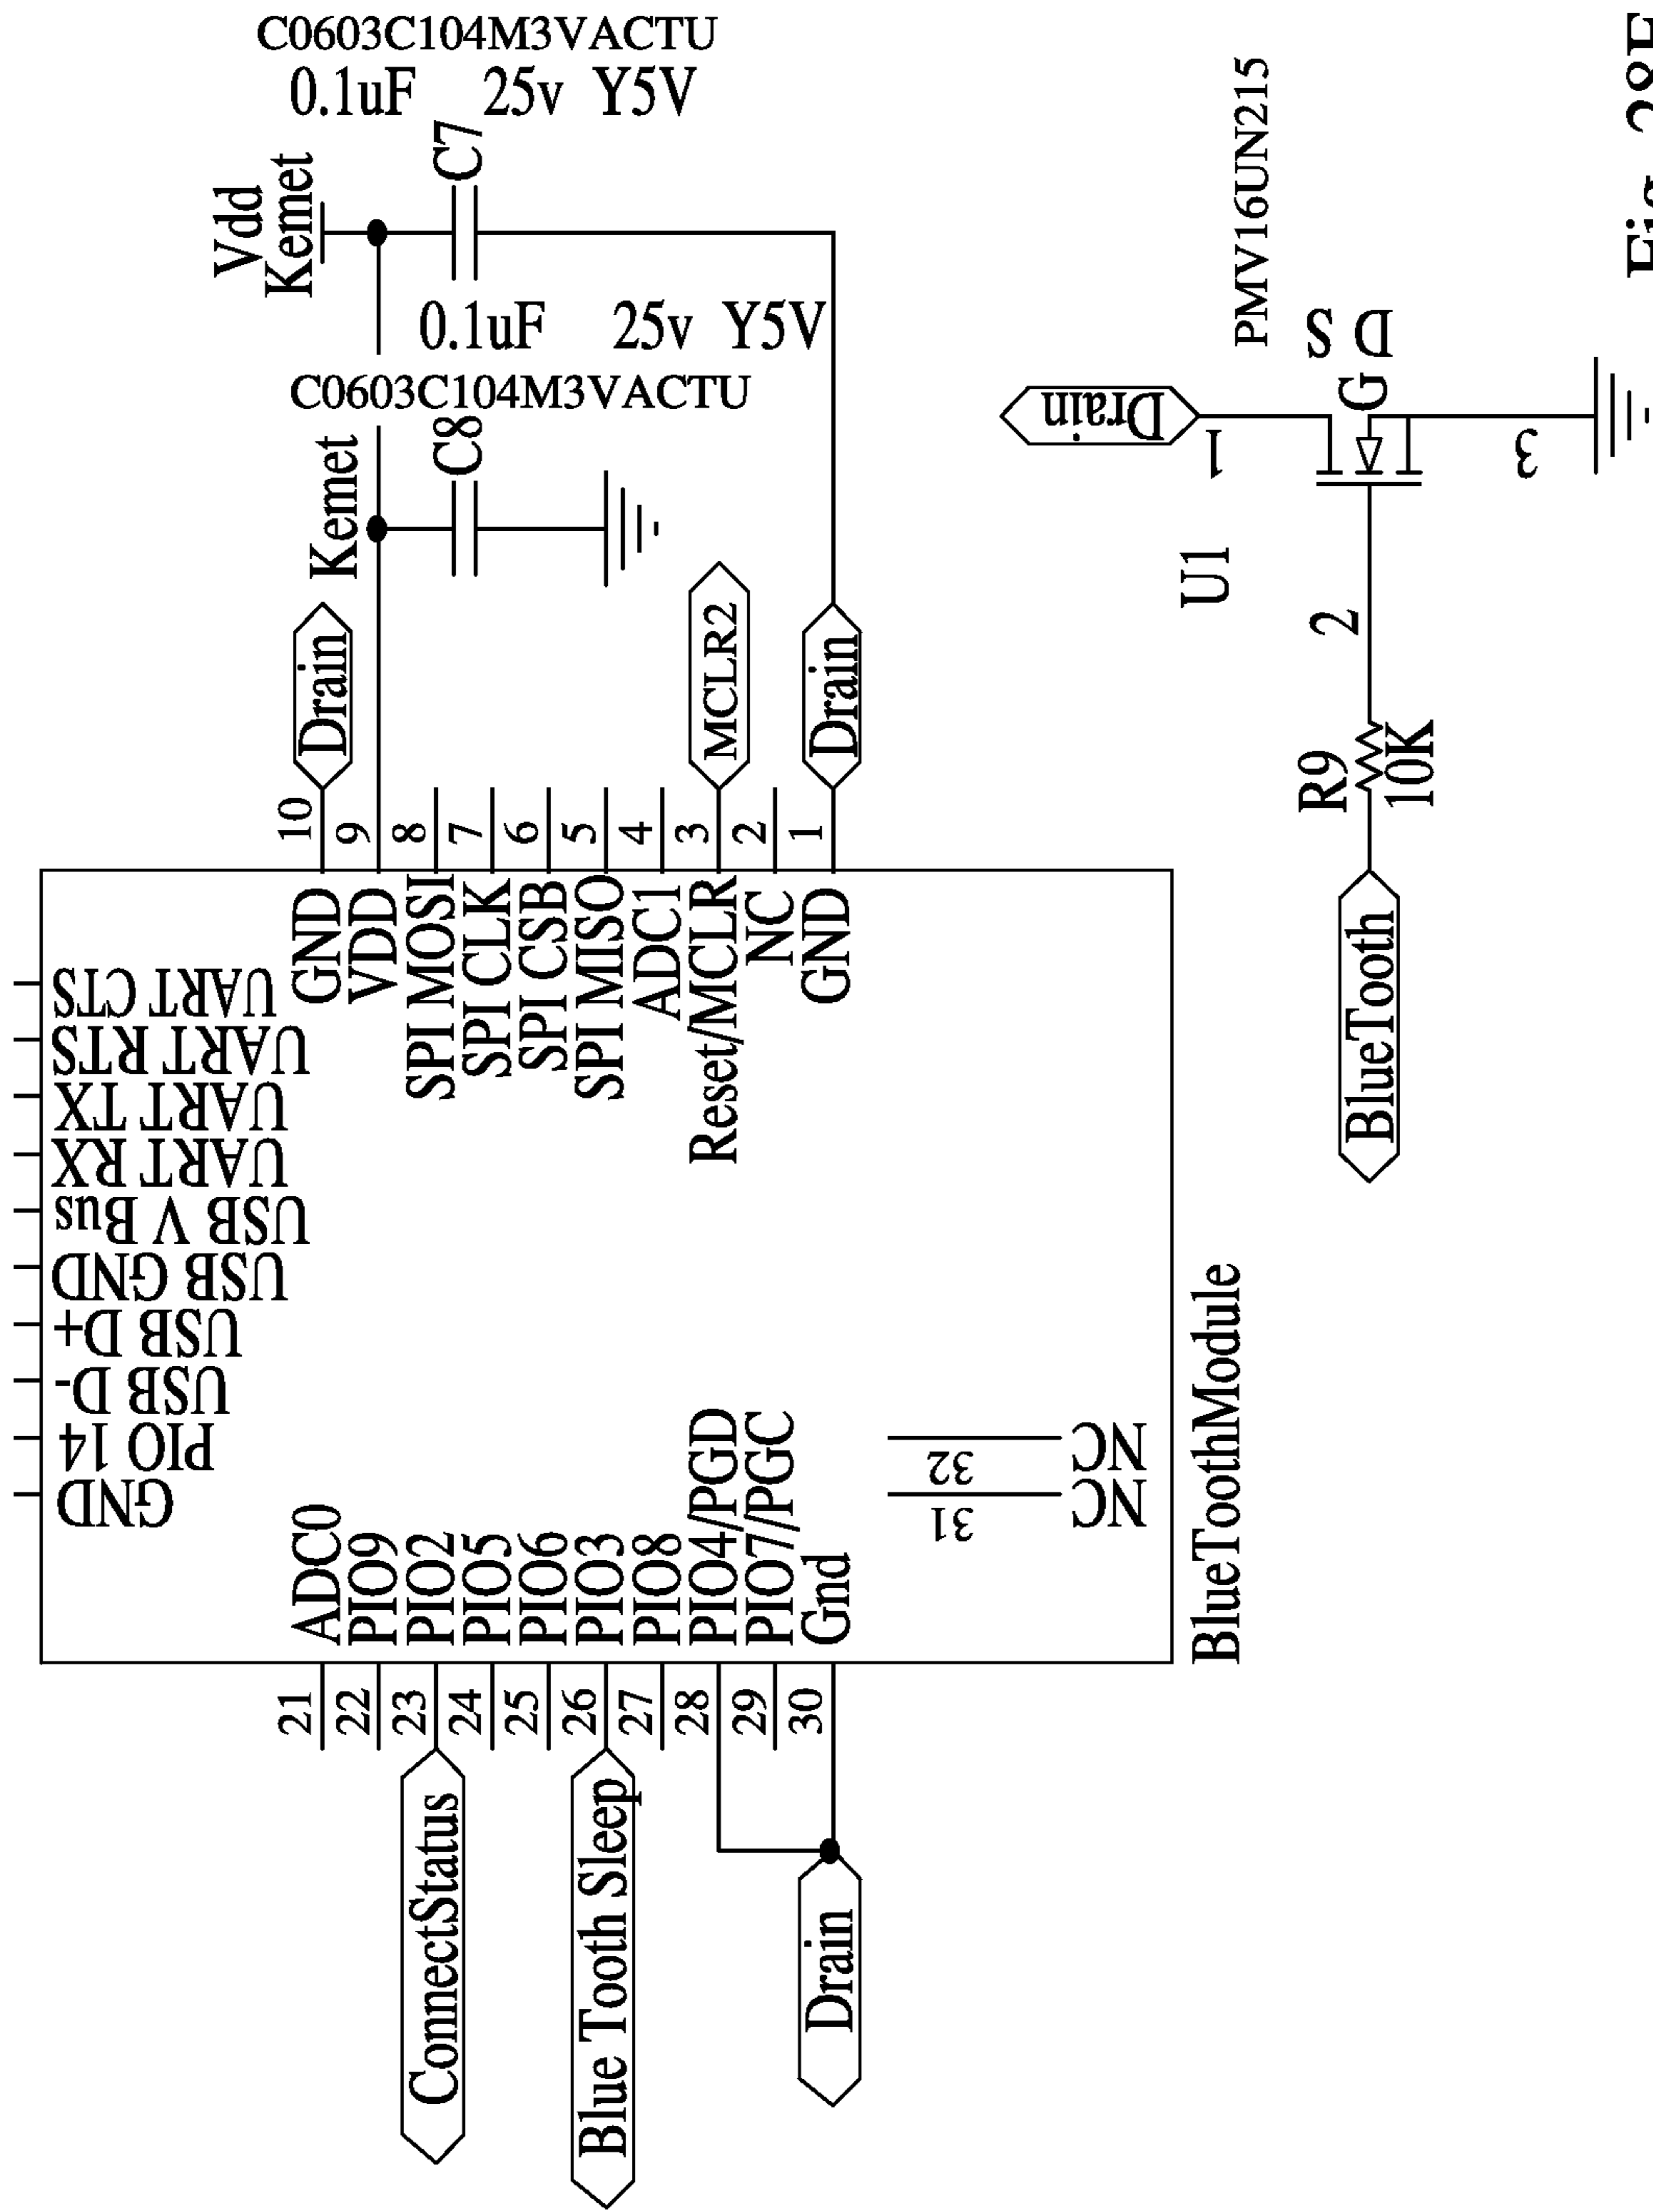 C0603C104M3VACTU
0.1uF 25v Y5V
Vdd
Kemet
C7
0.1uF 25v Y5V
C0603C104M3VACTU
Kemet
C8
Drain
MCLR2
Drain
10
9
8
7
6
5
4
3
2
1
GND
VDD
SPI MOSI
SPI CLK
SPI CSB
SPI MISO
ADC1
Reset/MCLR
NC
GND
UART CTS
UART RTS
UART TX
UART RX
USB V Bus
USB GND
USB D+
USB D-
PIO 14
GND
ADC0
PIO9
PIO2
PIO5
PIO6
PIO3
PIO8
PIO4/PGD
PIO7/PGC
Gnd
32
NC
31
NC
21
22
23
24
25
26
27
28
29
30
ConnectStatus
Blue Tooth Sleep
Drain
BlueToothModule
PMV16UN215
D S
G
Drain
1
3
U1
2
R9
10K
BlueTooth